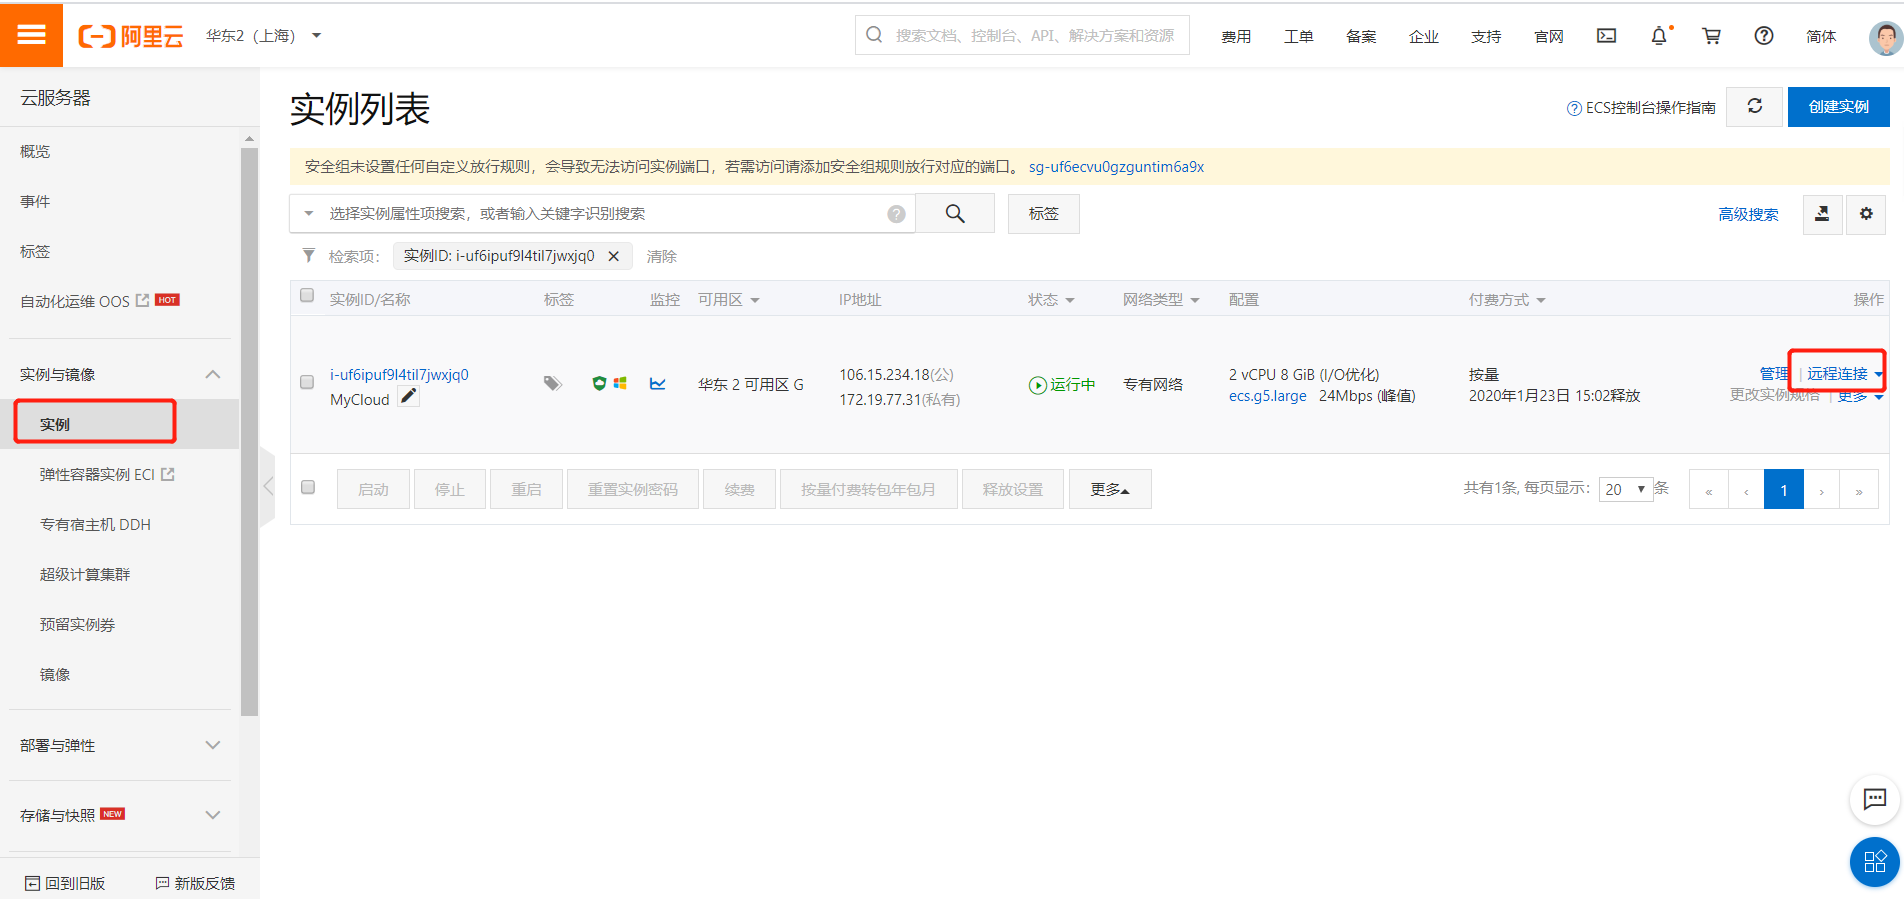 阿里云 华东2（上海） 搜索文档、控制台、API、解决方案和资源 费用 工单 备案 企业 支持 官网 简体
云服务器
概览
事件
标签
自动化运维 OOS HOT
实例与镜像
实例
弹性容器实例 ECI
专有宿主机 DDH
超级计算集群
预留实例券
镜像
部署与弹性
存储与快照 NEW
回到旧版 新版反馈
实例列表
ECS控制台操作指南 创建实例
安全组未设置任何自定义放行规则，会导致无法访问实例端口，若需访问请添加安全组规则放行对应的端口。 sg-uf6ecvu0gzguntim6a9x
选择实例属性项搜索，或者输入关键字识别搜索 ? 标签 高级搜索
检索项： 实例ID: i-uf6ipuf9l4til7jwxjq0 ✕ 清除
实例ID/名称 标签 监控 可用区 IP地址 状态 网络类型 配置 付费方式 操作
i-uf6ipuf9l4til7jwxjq0
MyCloud
华东 2 可用区 G
106.15.234.18(公)
172.19.77.31(私有)
运行中 专有网络
2 vCPU 8 GiB (I/O优化)
ecs.g5.large 24Mbps (峰值)
按量
2020年1月23日 15:02释放
管理 | 远程连接
更改实例规格 | 更多
启动 停止 重启 重置实例密码 续费 按量付费转包年包月 释放设置 更多 共有1条, 每页显示： 20 条 « ‹ 1 › »